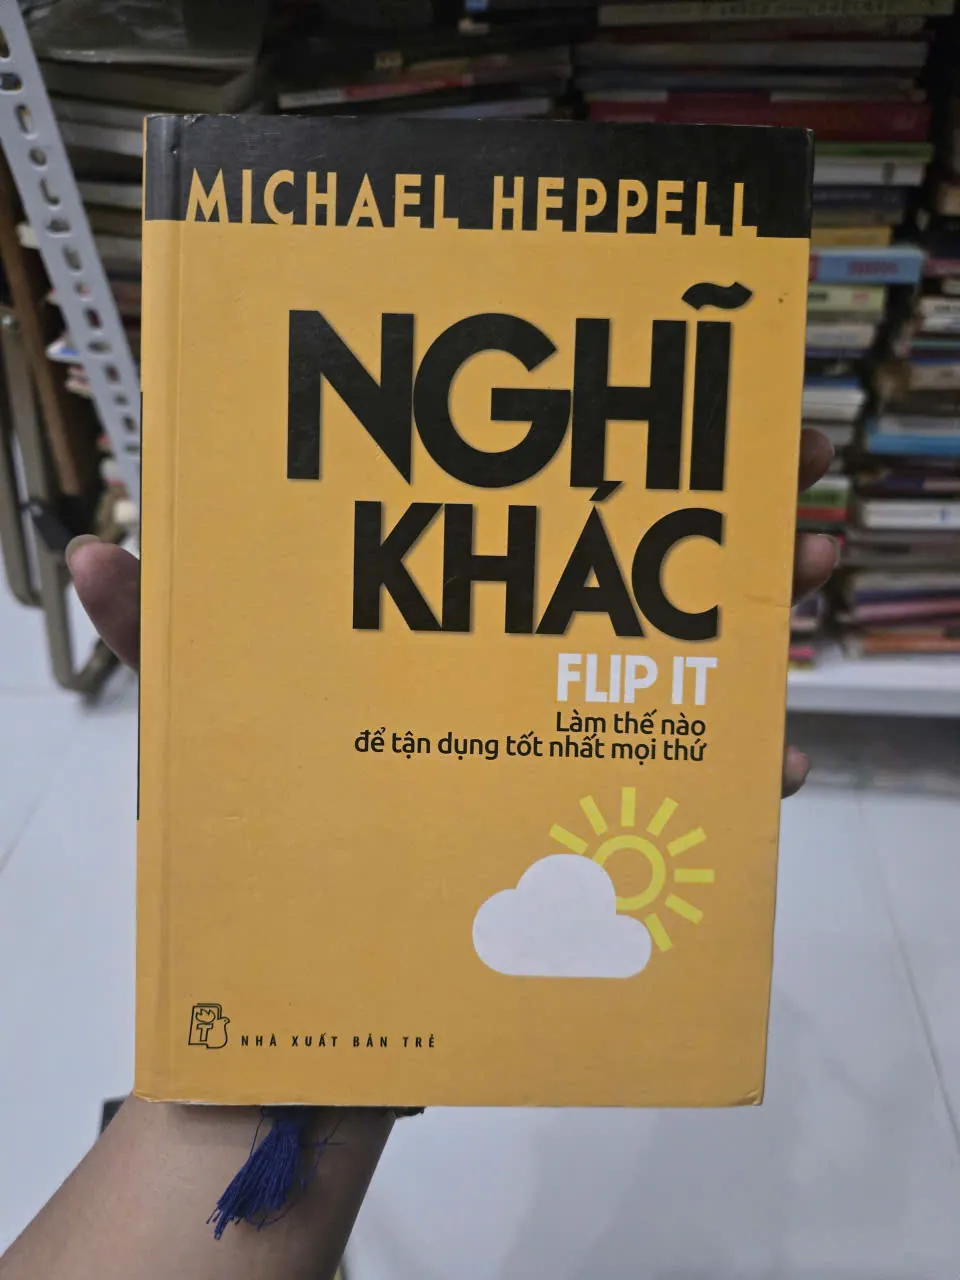 MICHAEL HEPPELL
NGHĨ
KHÁC
FLIP IT
Làm thế nào
để tận dụng tốt nhất mọi thứ
T
NHÀ XUẤT BẢN TRẺ